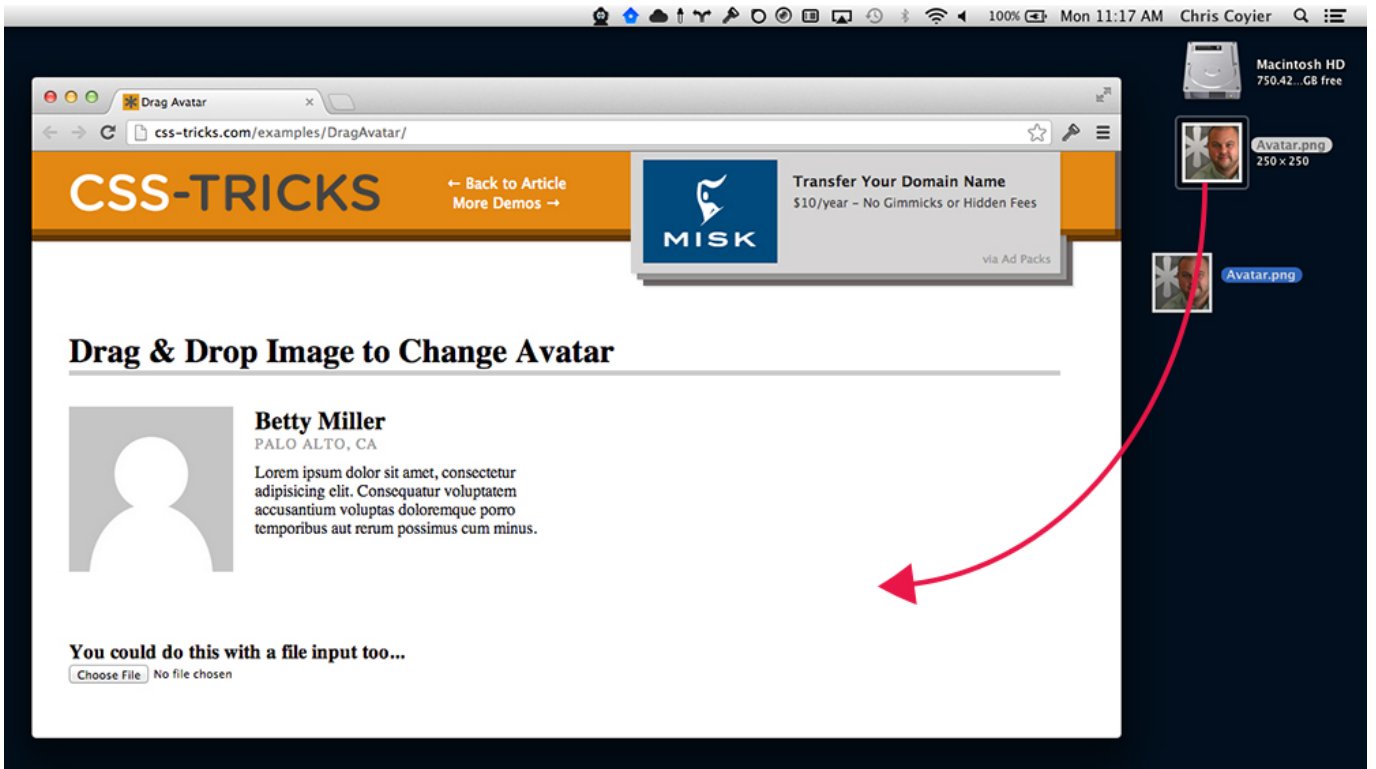 100% Mon 11:17 AM Chris Coyier
Macintosh HD
750.42...GB free
Drag Avatar
css-tricks.com/examples/DragAvatar/
Avatar.png
250 × 250
CSS-TRICKS
← Back to Article
More Demos →
MISK
Transfer Your Domain Name
$10/year – No Gimmicks or Hidden Fees
via Ad Packs
Avatar.png
Drag & Drop Image to Change Avatar
Betty Miller
PALO ALTO, CA
Lorem ipsum dolor sit amet, consectetur
adipisicing elit. Consequatur voluptatem
accusantium voluptas doloremque porro
temporibus aut rerum possimus cum minus.
You could do this with a file input too...
Choose File No file chosen